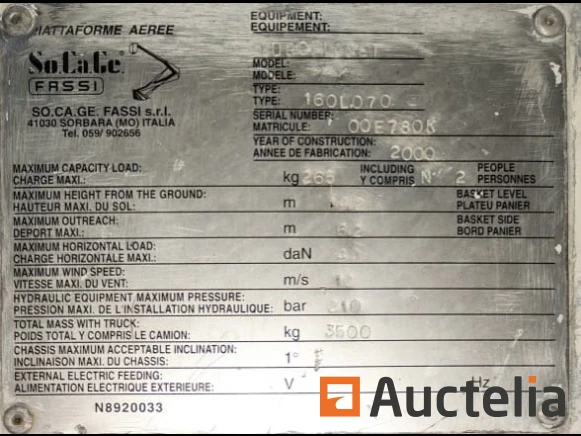 PIATTAFORME AEREE
So.Ca.Ge.
FASSI
SO.CA.GE. FASSI s.r.l.
41030 SORBARA (MO) ITALIA
Tel. 059/ 902656
EQUIPMENT:
EQUIPEMENT:
MODEL:
MODELE:
TYPE:
TYPE:
SERIAL NUMBER:
MATRICULE: 00E780K
YEAR OF CONSTRUCTION:
ANNEE DE FABRICATION: 2000
MAXIMUM CAPACITY LOAD:
CHARGE MAXI.: kg 265 INCLUDING Y COMPRIS N° 2 PEOPLE PERSONNES
MAXIMUM HEIGHT FROM THE GROUND:
HAUTEUR MAXI. DU SOL: m BASKET LEVEL PLATEU PANIER
MAXIMUM OUTREACH:
DEPORT MAXI.: m BASKET SIDE BORD PANIER
MAXIMUM HORIZONTAL LOAD:
CHARGE HORIZONTALE MAXI.: daN
MAXIMUM WIND SPEED:
VITESSE MAXI. DU VENT: m/s
HYDRAULIC EQUIPMENT MAXIMUM PRESSURE:
PRESSION MAXI. DE L'INSTALLATION HYDRAULIQUE: bar 210
TOTAL MASS WITH TRUCK:
POIDS TOTAL Y COMPRIS LE CAMION: kg 3500
CHASSIS MAXIMUM ACCEPTABLE INCLINATION:
INCLINAISON MAXI. DU CHASSIS: 1°
EXTERNAL ELECTRIC FEEDING:
ALIMENTATION ELECTRIQUE EXTERIEURE: V Hz
N8920033
Auctelia